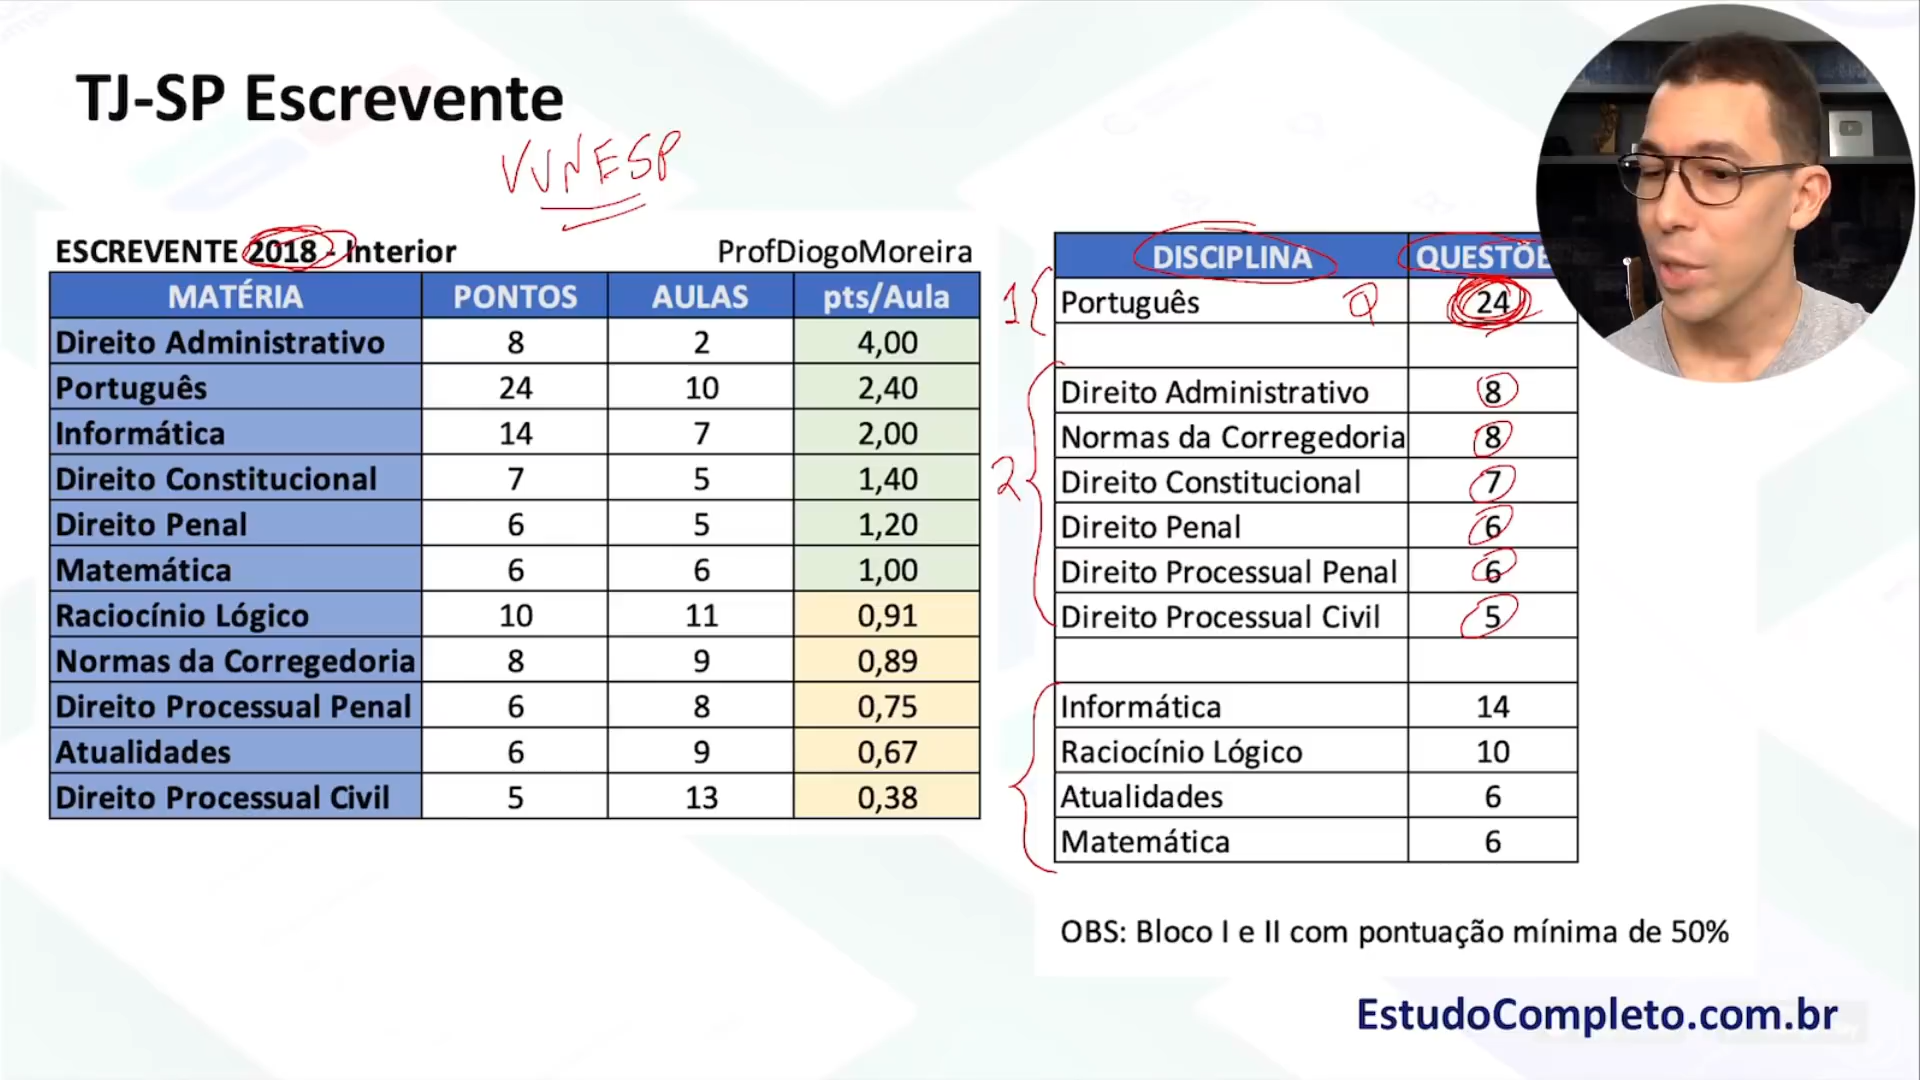 TJ-SP Escrevente
VUNESP
ESCREVENTE 2018 - Interior
ProfDiogoMoreira
MATÉRIA PONTOS AULAS pts/Aula
Direito Administrativo 8 2 4,00
Português 24 10 2,40
Informática 14 7 2,00
Direito Constitucional 7 5 1,40
Direito Penal 6 5 1,20
Matemática 6 6 1,00
Raciocínio Lógico 10 11 0,91
Normas da Corregedoria 8 9 0,89
Direito Processual Penal 6 8 0,75
Atualidades 6 9 0,67
Direito Processual Civil 5 13 0,38
DISCIPLINA QUESTÕE
1 Português 24
2
Direito Administrativo 8
Normas da Corregedoria 8
Direito Constitucional 7
Direito Penal 6
Direito Processual Penal 6
Direito Processual Civil 5
Informática 14
Raciocínio Lógico 10
Atualidades 6
Matemática 6
OBS: Bloco I e II com pontuação mínima de 50%
EstudoCompleto.com.br